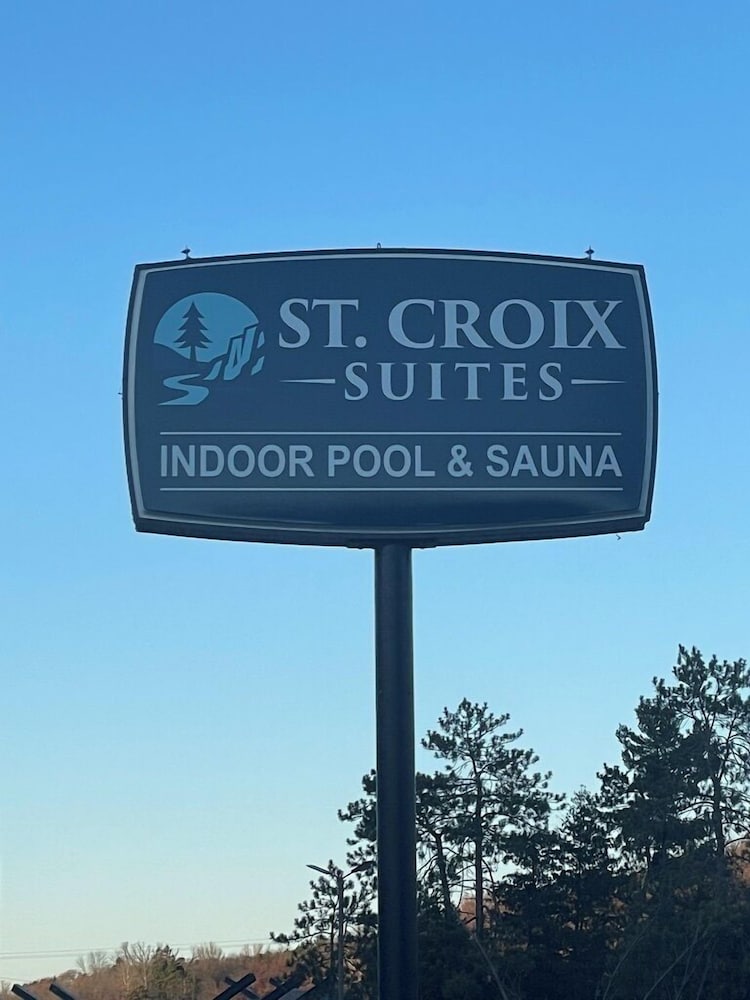 ST. CROIX
SUITES
INDOOR POOL & SAUNA